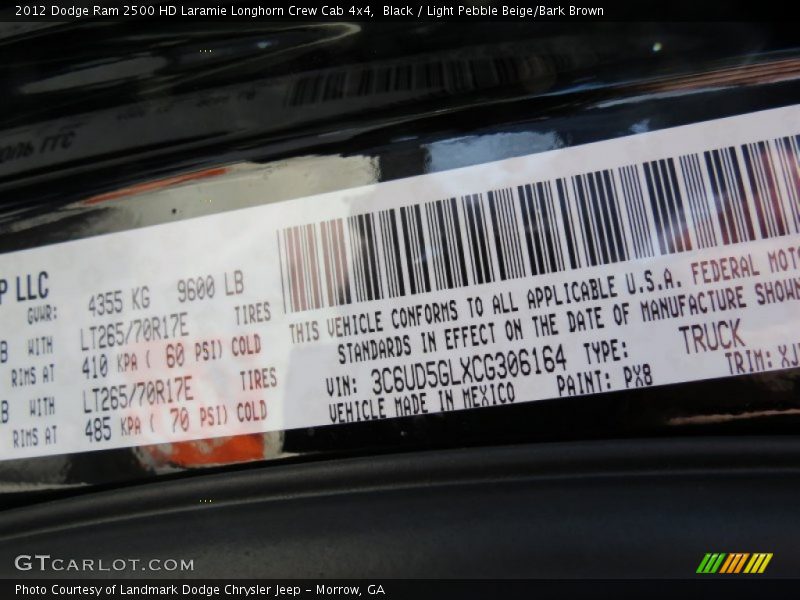 2012 Dodge Ram 2500 HD Laramie Longhorn Crew Cab 4x4, Black / Light Pebble Beige/Bark Brown
P LLC
GVWR: 4355 KG 9600 LB
B WITH LT265/70R17E TIRES
RIMS AT 410 KPA ( 60 PSI) COLD
B WITH LT265/70R17E TIRES
RIMS AT 485 KPA ( 70 PSI) COLD
THIS VEHICLE CONFORMS TO ALL APPLICABLE U.S.A. FEDERAL MOTO
STANDARDS IN EFFECT ON THE DATE OF MANUFACTURE SHOWN
VIN: 3C6UD5GLXCG306164 TYPE: TRUCK
VEHICLE MADE IN MEXICO PAINT: PX8 TRIM: XJ
GTCARLOT.COM
Photo Courtesy of Landmark Dodge Chrysler Jeep - Morrow, GA